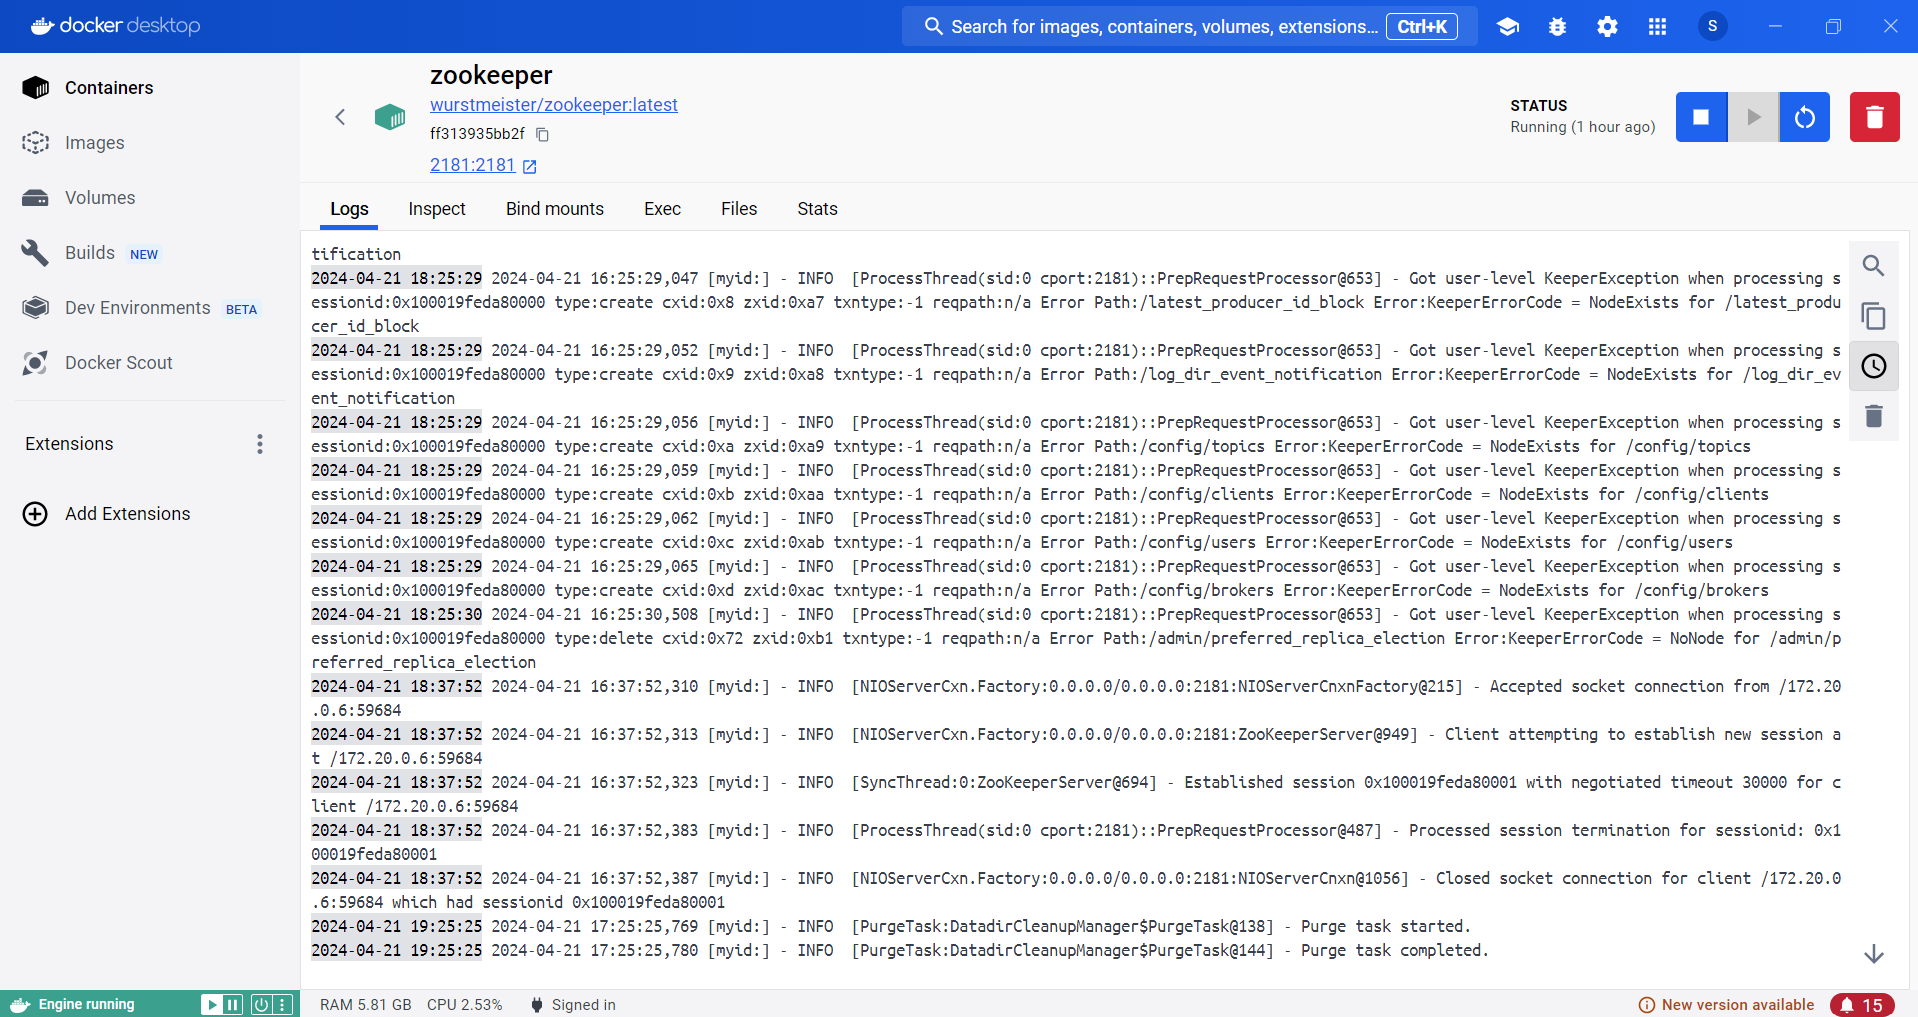 docker desktop
Search for images, containers, volumes, extensions... Ctrl+K
S
Containers
Images
Volumes
Builds NEW
Dev Environments BETA
Docker Scout
Extensions
Add Extensions
zookeeper
wurstmeister/zookeeper:latest
ff313935bb2f
2181:2181
STATUS
Running (1 hour ago)
Logs Inspect Bind mounts Exec Files Stats
tification
2024-04-21 18:25:29 2024-04-21 16:25:29,047 [myid:] - INFO [ProcessThread(sid:0 cport:2181)::PrepRequestProcessor@653] - Got user-level KeeperException when processing s
essionid:0x100019feda80000 type:create cxid:0x8 zxid:0xa7 txntype:-1 reqpath:n/a Error Path:/latest_producer_id_block Error:KeeperErrorCode = NodeExists for /latest_produ
cer_id_block
2024-04-21 18:25:29 2024-04-21 16:25:29,052 [myid:] - INFO [ProcessThread(sid:0 cport:2181)::PrepRequestProcessor@653] - Got user-level KeeperException when processing s
essionid:0x100019feda80000 type:create cxid:0x9 zxid:0xa8 txntype:-1 reqpath:n/a Error Path:/log_dir_event_notification Error:KeeperErrorCode = NodeExists for /log_dir_ev
ent_notification
2024-04-21 18:25:29 2024-04-21 16:25:29,056 [myid:] - INFO [ProcessThread(sid:0 cport:2181)::PrepRequestProcessor@653] - Got user-level KeeperException when processing s
essionid:0x100019feda80000 type:create cxid:0xa zxid:0xa9 txntype:-1 reqpath:n/a Error Path:/config/topics Error:KeeperErrorCode = NodeExists for /config/topics
2024-04-21 18:25:29 2024-04-21 16:25:29,059 [myid:] - INFO [ProcessThread(sid:0 cport:2181)::PrepRequestProcessor@653] - Got user-level KeeperException when processing s
essionid:0x100019feda80000 type:create cxid:0xb zxid:0xaa txntype:-1 reqpath:n/a Error Path:/config/clients Error:KeeperErrorCode = NodeExists for /config/clients
2024-04-21 18:25:29 2024-04-21 16:25:29,062 [myid:] - INFO [ProcessThread(sid:0 cport:2181)::PrepRequestProcessor@653] - Got user-level KeeperException when processing s
essionid:0x100019feda80000 type:create cxid:0xc zxid:0xab txntype:-1 reqpath:n/a Error Path:/config/users Error:KeeperErrorCode = NodeExists for /config/users
2024-04-21 18:25:29 2024-04-21 16:25:29,065 [myid:] - INFO [ProcessThread(sid:0 cport:2181)::PrepRequestProcessor@653] - Got user-level KeeperException when processing s
essionid:0x100019feda80000 type:create cxid:0xd zxid:0xac txntype:-1 reqpath:n/a Error Path:/config/brokers Error:KeeperErrorCode = NodeExists for /config/brokers
2024-04-21 18:25:30 2024-04-21 16:25:30,508 [myid:] - INFO [ProcessThread(sid:0 cport:2181)::PrepRequestProcessor@653] - Got user-level KeeperException when processing s
essionid:0x100019feda80000 type:delete cxid:0x72 zxid:0xb1 txntype:-1 reqpath:n/a Error Path:/admin/preferred_replica_election Error:KeeperErrorCode = NoNode for /admin/p
referred_replica_election
2024-04-21 18:37:52 2024-04-21 16:37:52,310 [myid:] - INFO [NIOServerCxn.Factory:0.0.0.0/0.0.0.0:2181:NIOServerCnxnFactory@215] - Accepted socket connection from /172.20
.0.6:59684
2024-04-21 18:37:52 2024-04-21 16:37:52,313 [myid:] - INFO [NIOServerCxn.Factory:0.0.0.0/0.0.0.0:2181:ZooKeeperServer@949] - Client attempting to establish new session a
t /172.20.0.6:59684
2024-04-21 18:37:52 2024-04-21 16:37:52,323 [myid:] - INFO [SyncThread:0:ZooKeeperServer@694] - Established session 0x100019feda80001 with negotiated timeout 30000 for c
lient /172.20.0.6:59684
2024-04-21 18:37:52 2024-04-21 16:37:52,383 [myid:] - INFO [ProcessThread(sid:0 cport:2181)::PrepRequestProcessor@487] - Processed session termination for sessionid: 0x1
00019feda80001
2024-04-21 18:37:52 2024-04-21 16:37:52,387 [myid:] - INFO [NIOServerCxn.Factory:0.0.0.0/0.0.0.0:2181:NIOServerCnxn@1056] - Closed socket connection for client /172.20.0
.6:59684 which had sessionid 0x100019feda80001
2024-04-21 19:25:25 2024-04-21 17:25:25,769 [myid:] - INFO [PurgeTask:DatadirCleanupManager$PurgeTask@138] - Purge task started.
2024-04-21 19:25:25 2024-04-21 17:25:25,780 [myid:] - INFO [PurgeTask:DatadirCleanupManager$PurgeTask@144] - Purge task completed.
Engine running RAM 5.81 GB CPU 2.53% Signed in New version available 15